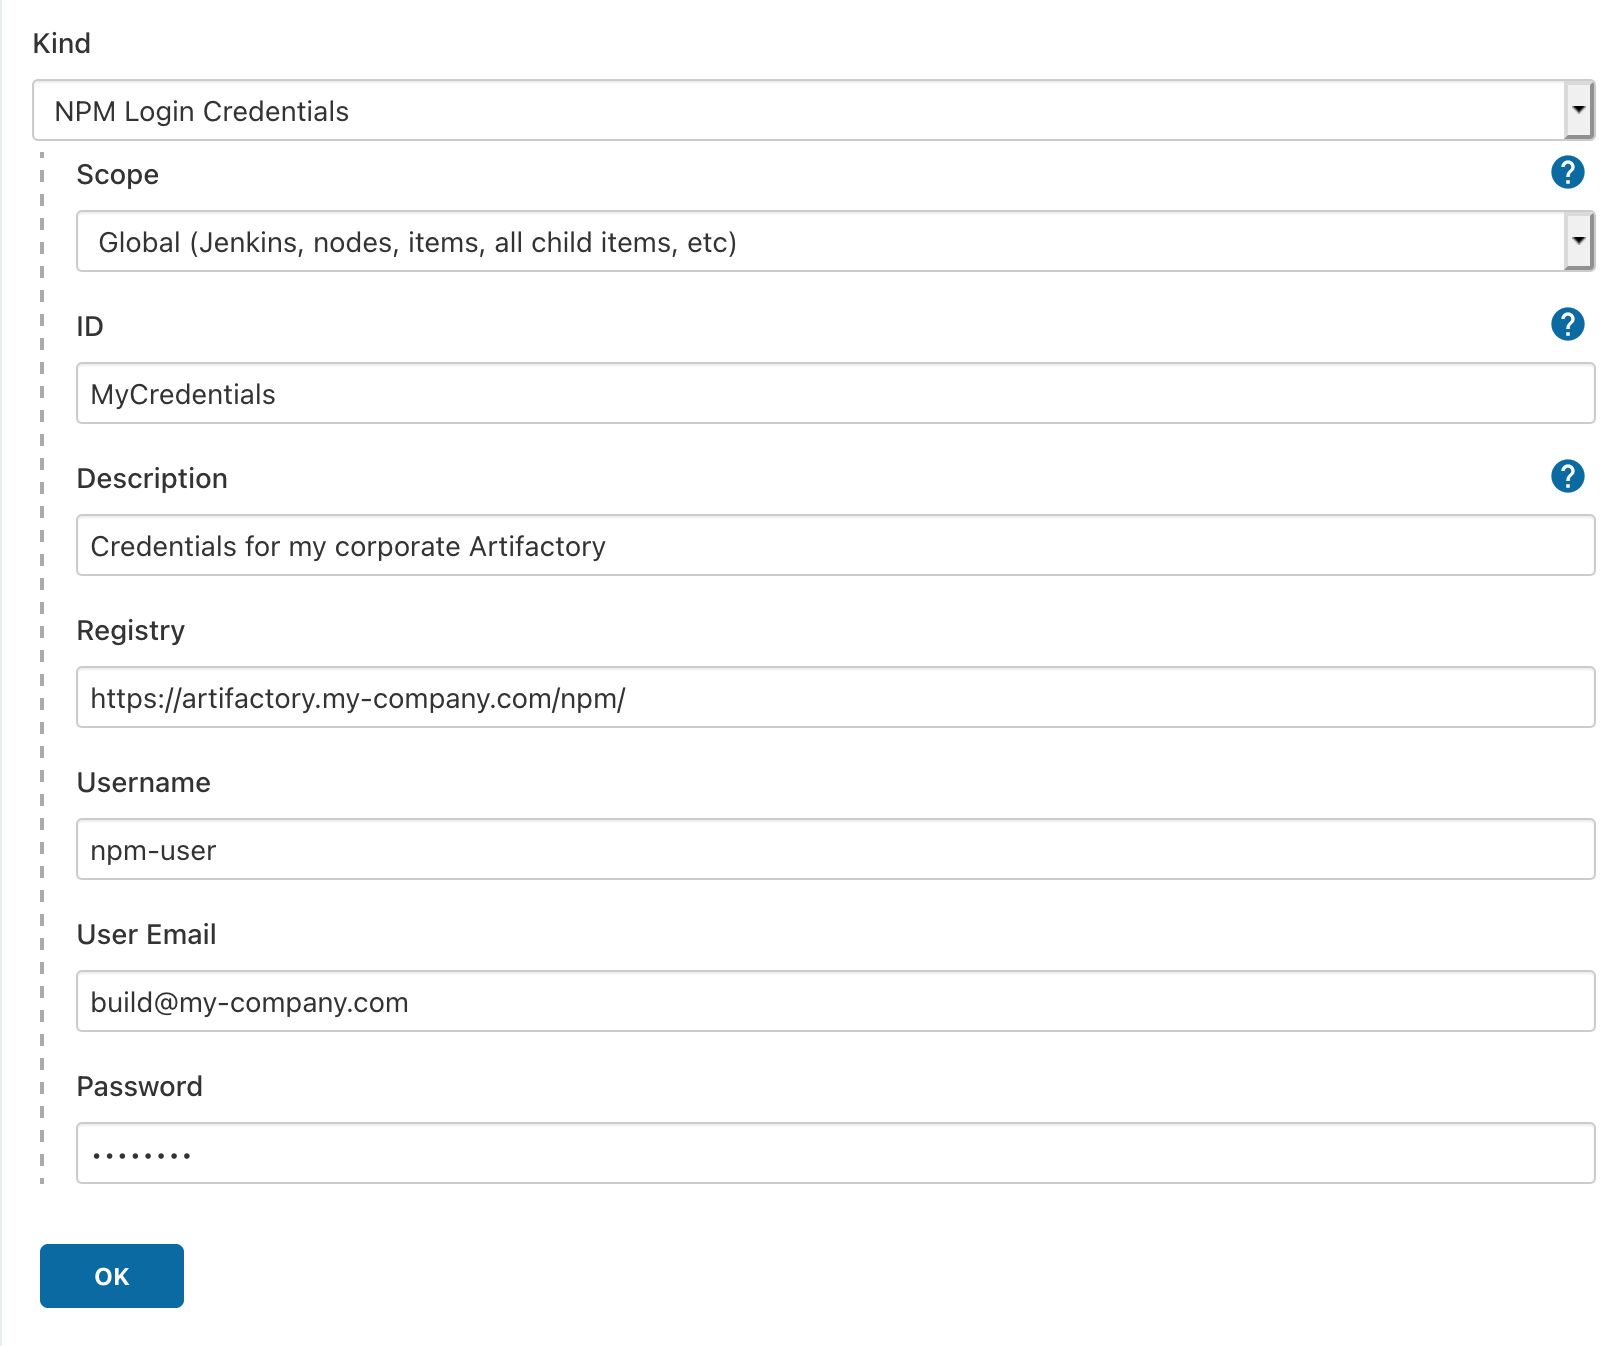 Kind
NPM Login Credentials
Scope
?
Global (Jenkins, nodes, items, all child items, etc)
ID
?
MyCredentials
Description
?
Credentials for my corporate Artifactory
Registry
https://artifactory.my-company.com/npm/
Username
npm-user
User Email
build@my-company.com
Password
••••••••
OK